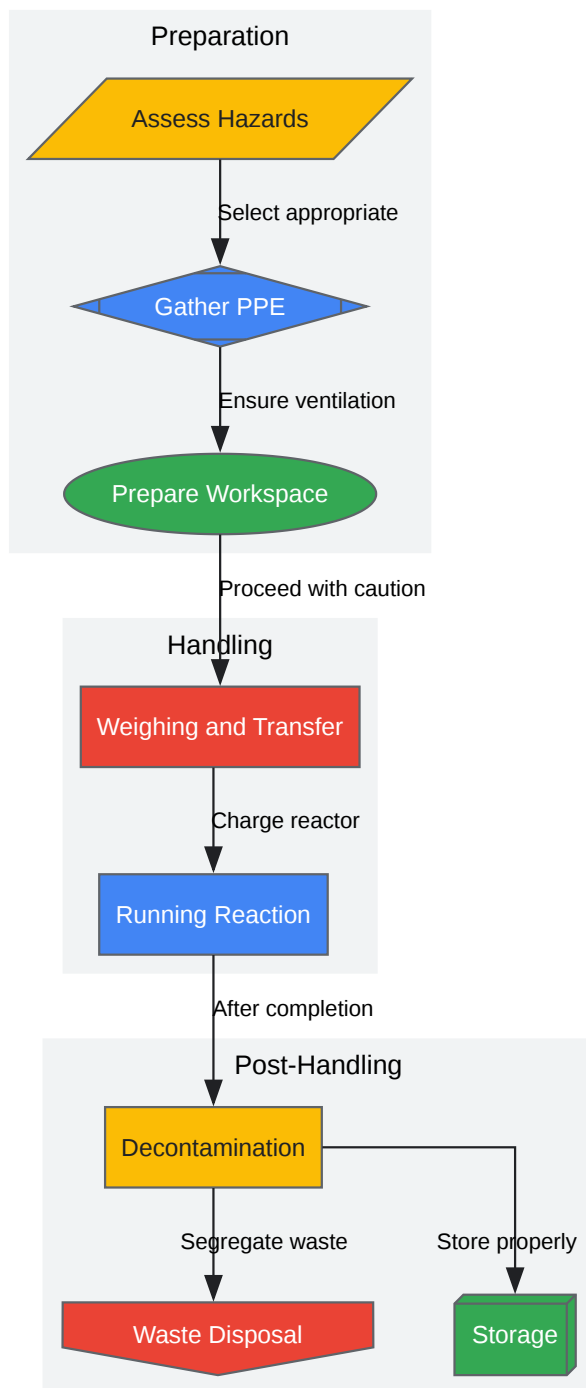 Preparation
Assess Hazards
Select appropriate
Gather PPE
Ensure ventilation
Prepare Workspace
Proceed with caution
Handling
Weighing and Transfer
Charge reactor
Running Reaction
After completion
Post-Handling
Decontamination
Segregate waste
Store properly
Waste Disposal
Storage